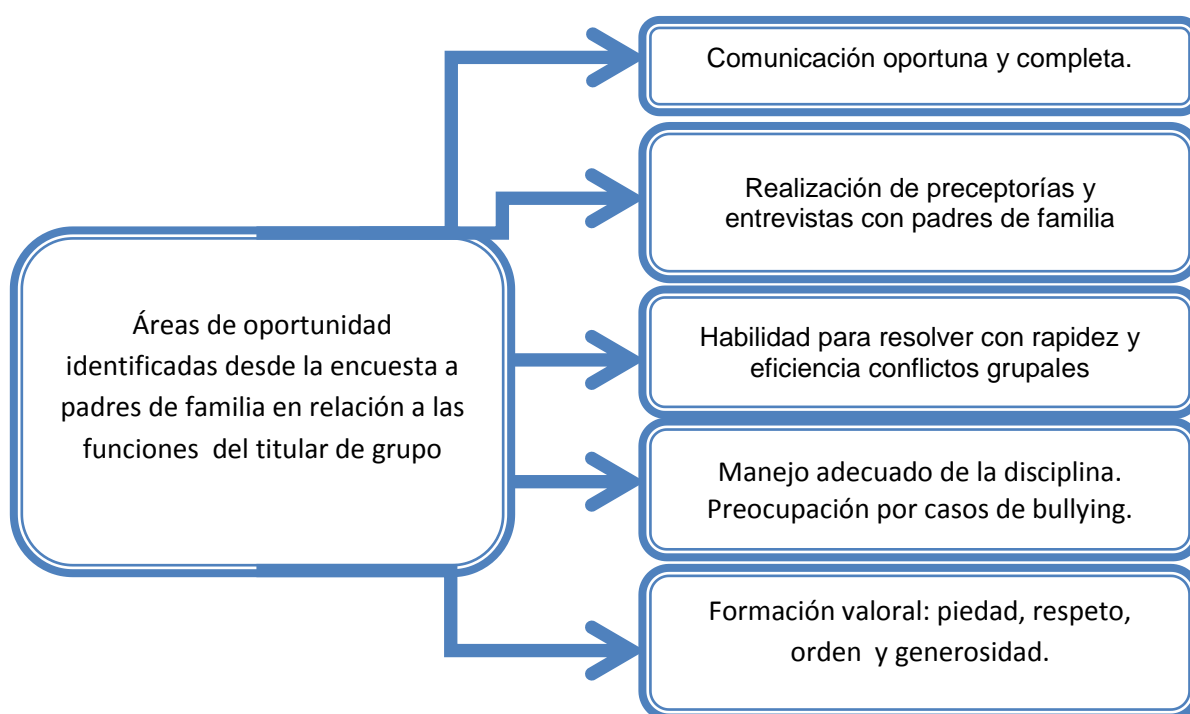 Áreas de oportunidad
identificadas desde la encuesta a
padres de familia en relación a las
funciones  del titular de grupo
Comunicación oportuna y completa.
Realización de preceptorías y
entrevistas con padres de familia
Habilidad para resolver con rapidez y
eficiencia conflictos grupales
Manejo adecuado de la disciplina.
Preocupación por casos de bullying.
Formación valoral: piedad, respeto,
orden  y generosidad.